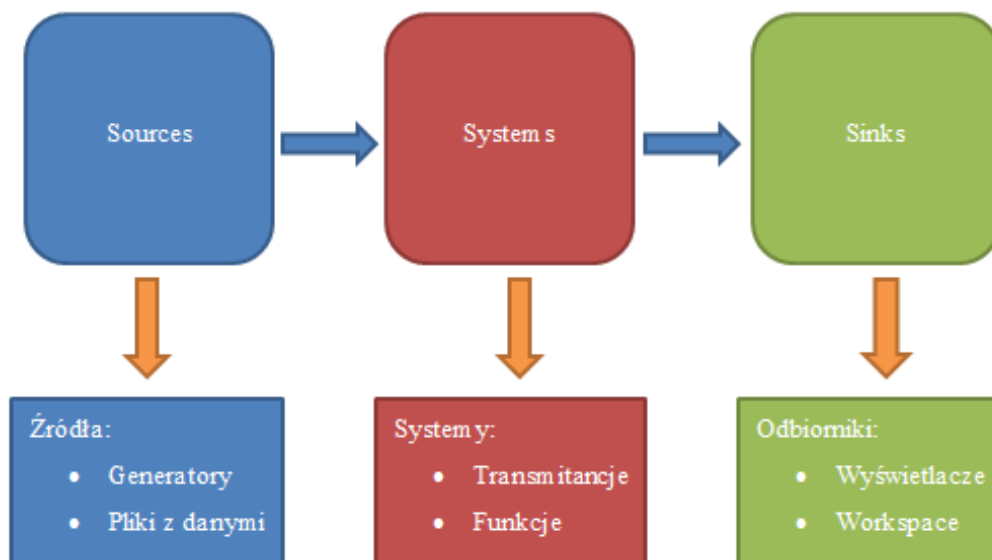 Sources
Systems
Sinks
Źródła:
• Generatory
• Pliki z danymi
Systemy:
• Transmitancje
• Funkcje
Odbiorniki:
• Wyświetlacze
• Workspace